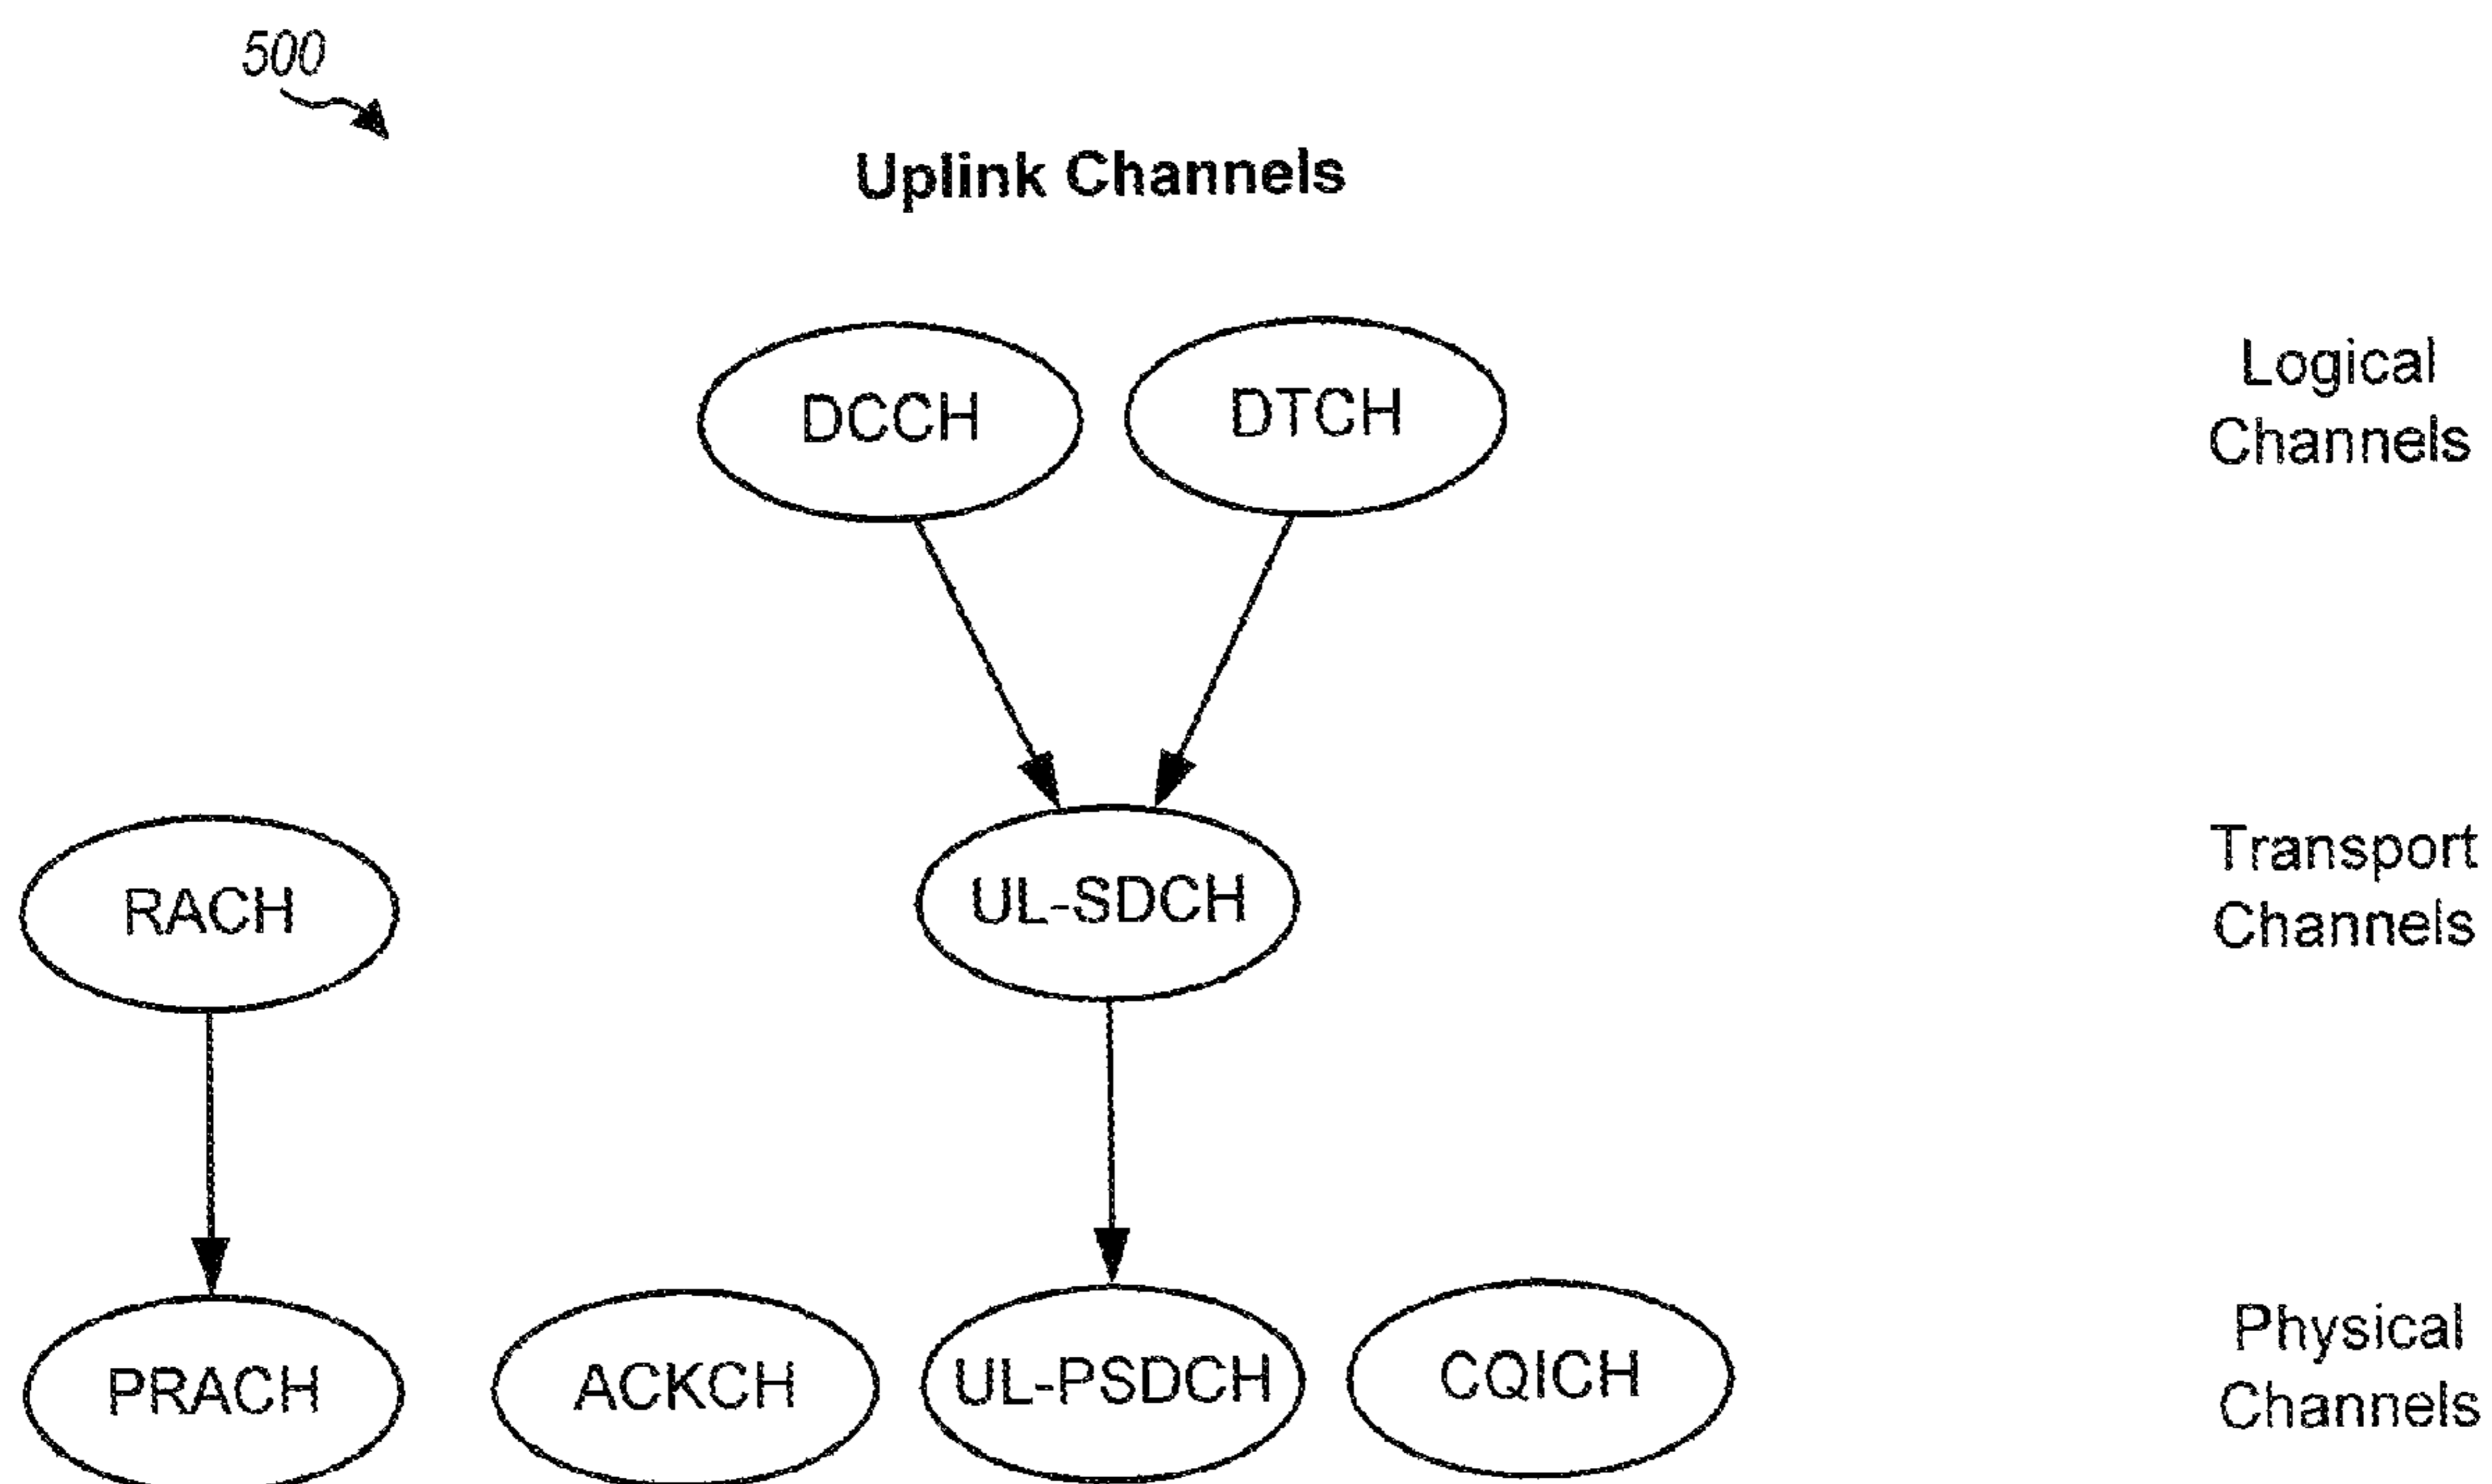 500
Uplink Channels
DCCH
DTCH
Logical
Channels
RACH
UL-SDCH
Transport
Channels
PRACH
ACKCH
UL-PSDCH
CQICH
Physical
Channels